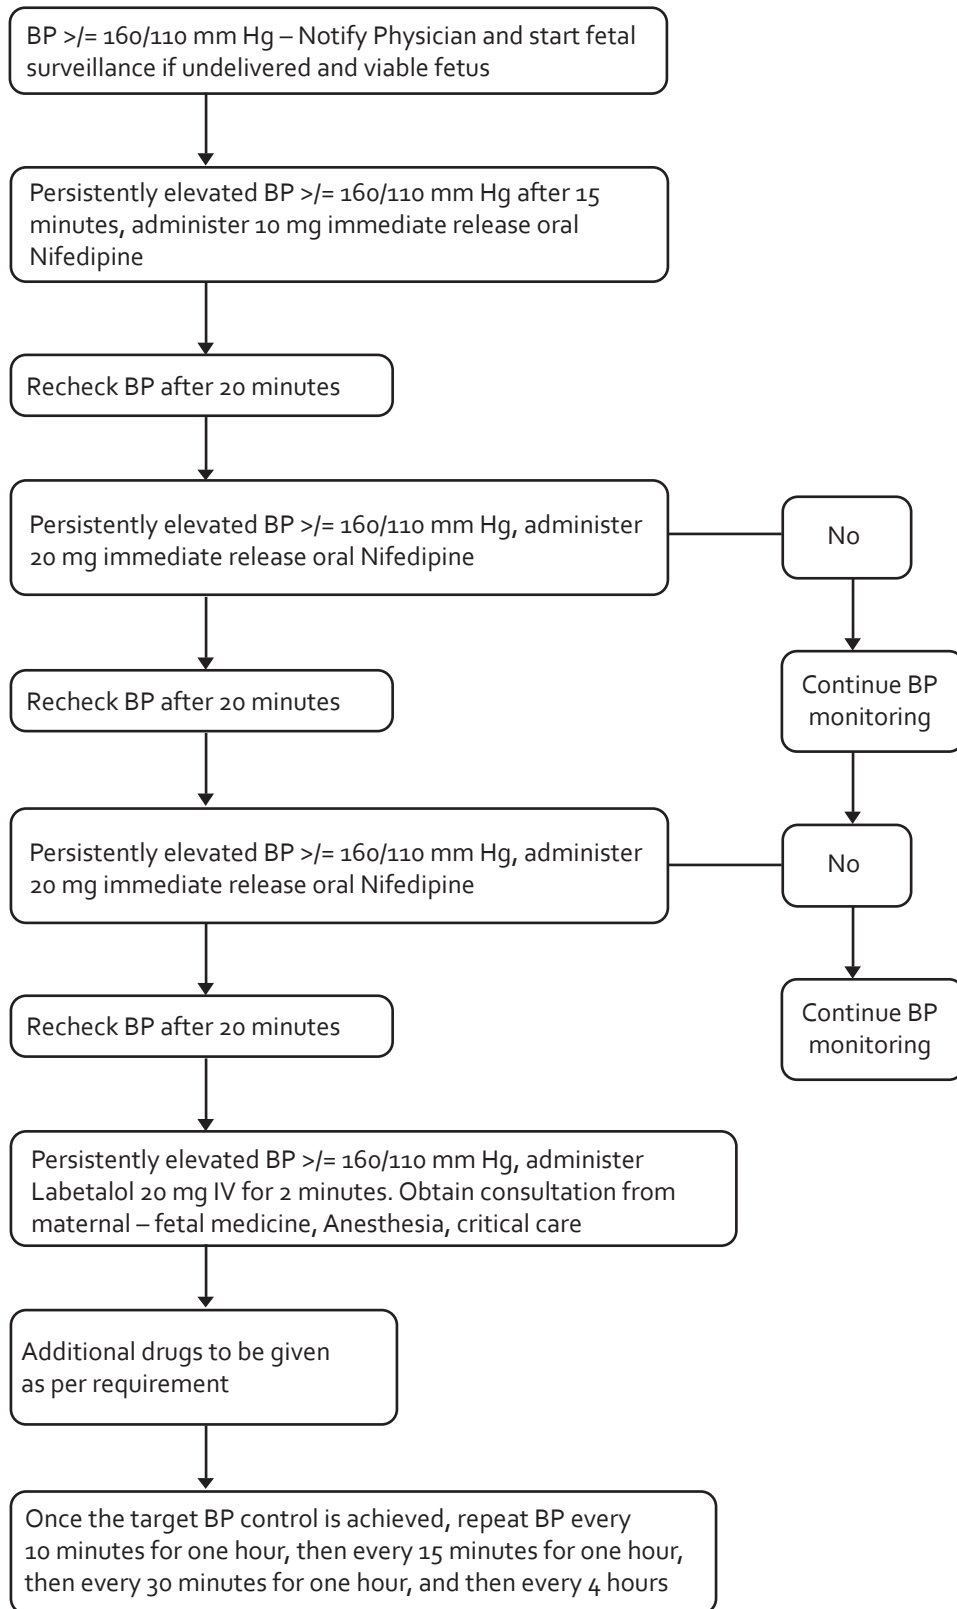 BP >/= 160/110 mm Hg – Notify Physician and start fetal
surveillance if undelivered and viable fetus
Persistently elevated BP >/= 160/110 mm Hg after 15
minutes, administer 10 mg immediate release oral
Nifedipine
Recheck BP after 20 minutes
Persistently elevated BP >/= 160/110 mm Hg, administer
20 mg immediate release oral Nifedipine
No
Continue BP
monitoring
Recheck BP after 20 minutes
Persistently elevated BP >/= 160/110 mm Hg, administer
20 mg immediate release oral Nifedipine
No
Continue BP
monitoring
Recheck BP after 20 minutes
Persistently elevated BP >/= 160/110 mm Hg, administer
Labetalol 20 mg IV for 2 minutes. Obtain consultation from
maternal – fetal medicine, Anesthesia, critical care
Additional drugs to be given
as per requirement
Once the target BP control is achieved, repeat BP every
10 minutes for one hour, then every 15 minutes for one hour,
then every 30 minutes for one hour, and then every 4 hours